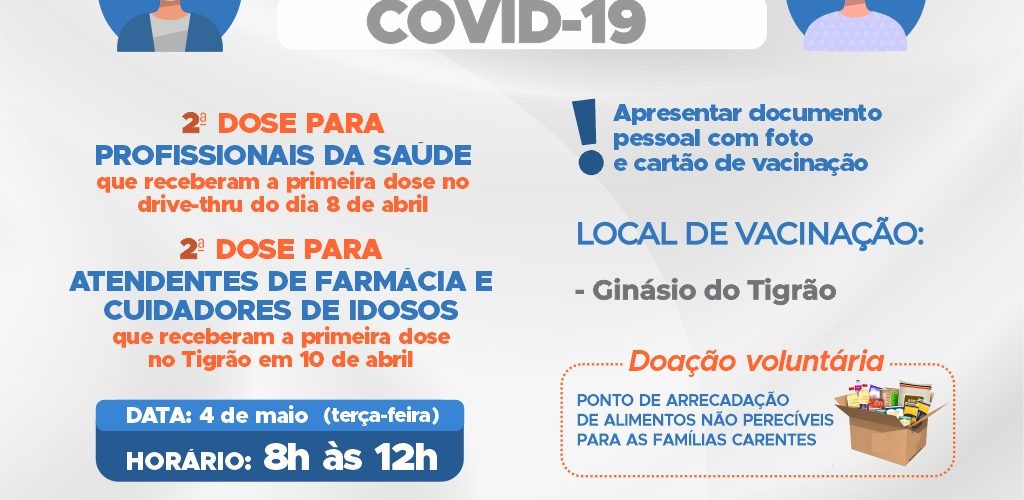 COVID-19
2ª DOSE PARA
PROFISSIONAIS DA SAÚDE
que receberam a primeira dose no
drive-thru do dia 8 de abril
2ª DOSE PARA
ATENDENTES DE FARMÁCIA E
CUIDADORES DE IDOSOS
que receberam a primeira dose
no Tigrão em 10 de abril
DATA: 4 de maio (terça-feira)
HORÁRIO: 8h às 12h
! Apresentar documento
pessoal com foto
e cartão de vacinação
LOCAL DE VACINAÇÃO:
- Ginásio do Tigrão
Doação voluntária
PONTO DE ARRECADAÇÃO
DE ALIMENTOS NÃO PERECÍVEIS
PARA AS FAMÍLIAS CARENTES